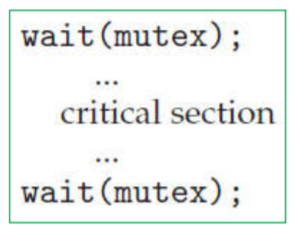 wait(mutex);
...
critical section
...
wait(mutex);